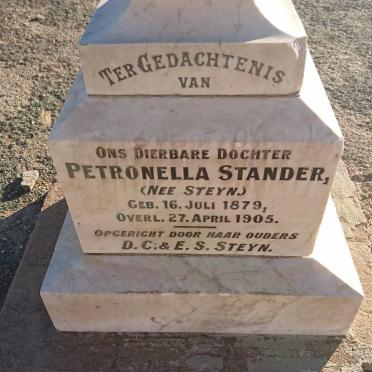 TER GEDACHTENIS
VAN
ONS DIERBARE DOCHTER
PETRONELLA STANDER,
(NEE STEYN.)
GEB. 16. JULI 1879,
OVERL. 27. APRIL 1905.
OPGERICHT DOOR HAAR OUDERS
D. C. & E. S. STEYN.